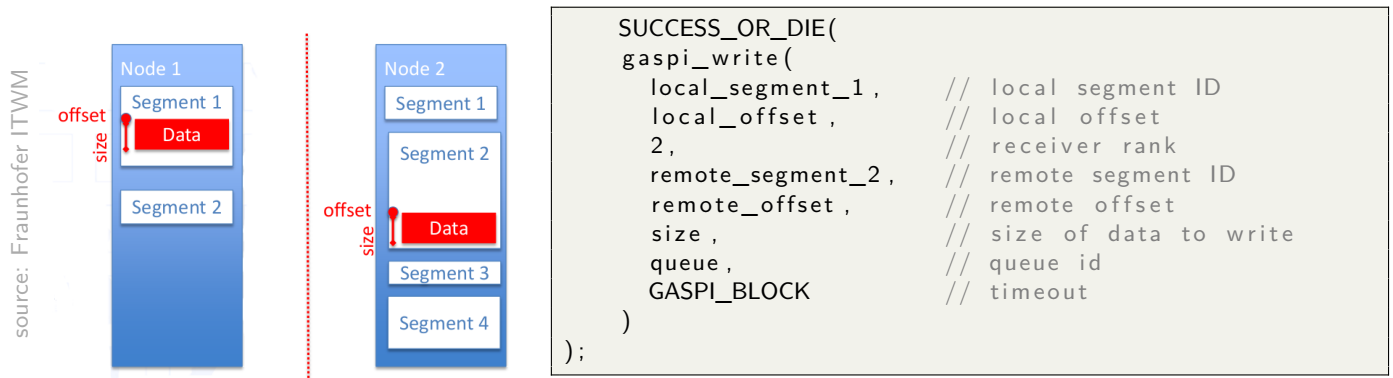 source: Fraunhofer ITWM
Node 1
Segment 1
offset
size
Data
Segment 2
Node 2
Segment 1
Segment 2
offset
size
Data
Segment 3
Segment 4
SUCCESS_OR_DIE(
gaspi_write(
local_segment_1, // local segment ID
local_offset, // local offset
2, // receiver rank
remote_segment_2, // remote segment ID
remote_offset, // remote offset
size, // size of data to write
queue, // queue id
GASPI_BLOCK // timeout
)
);